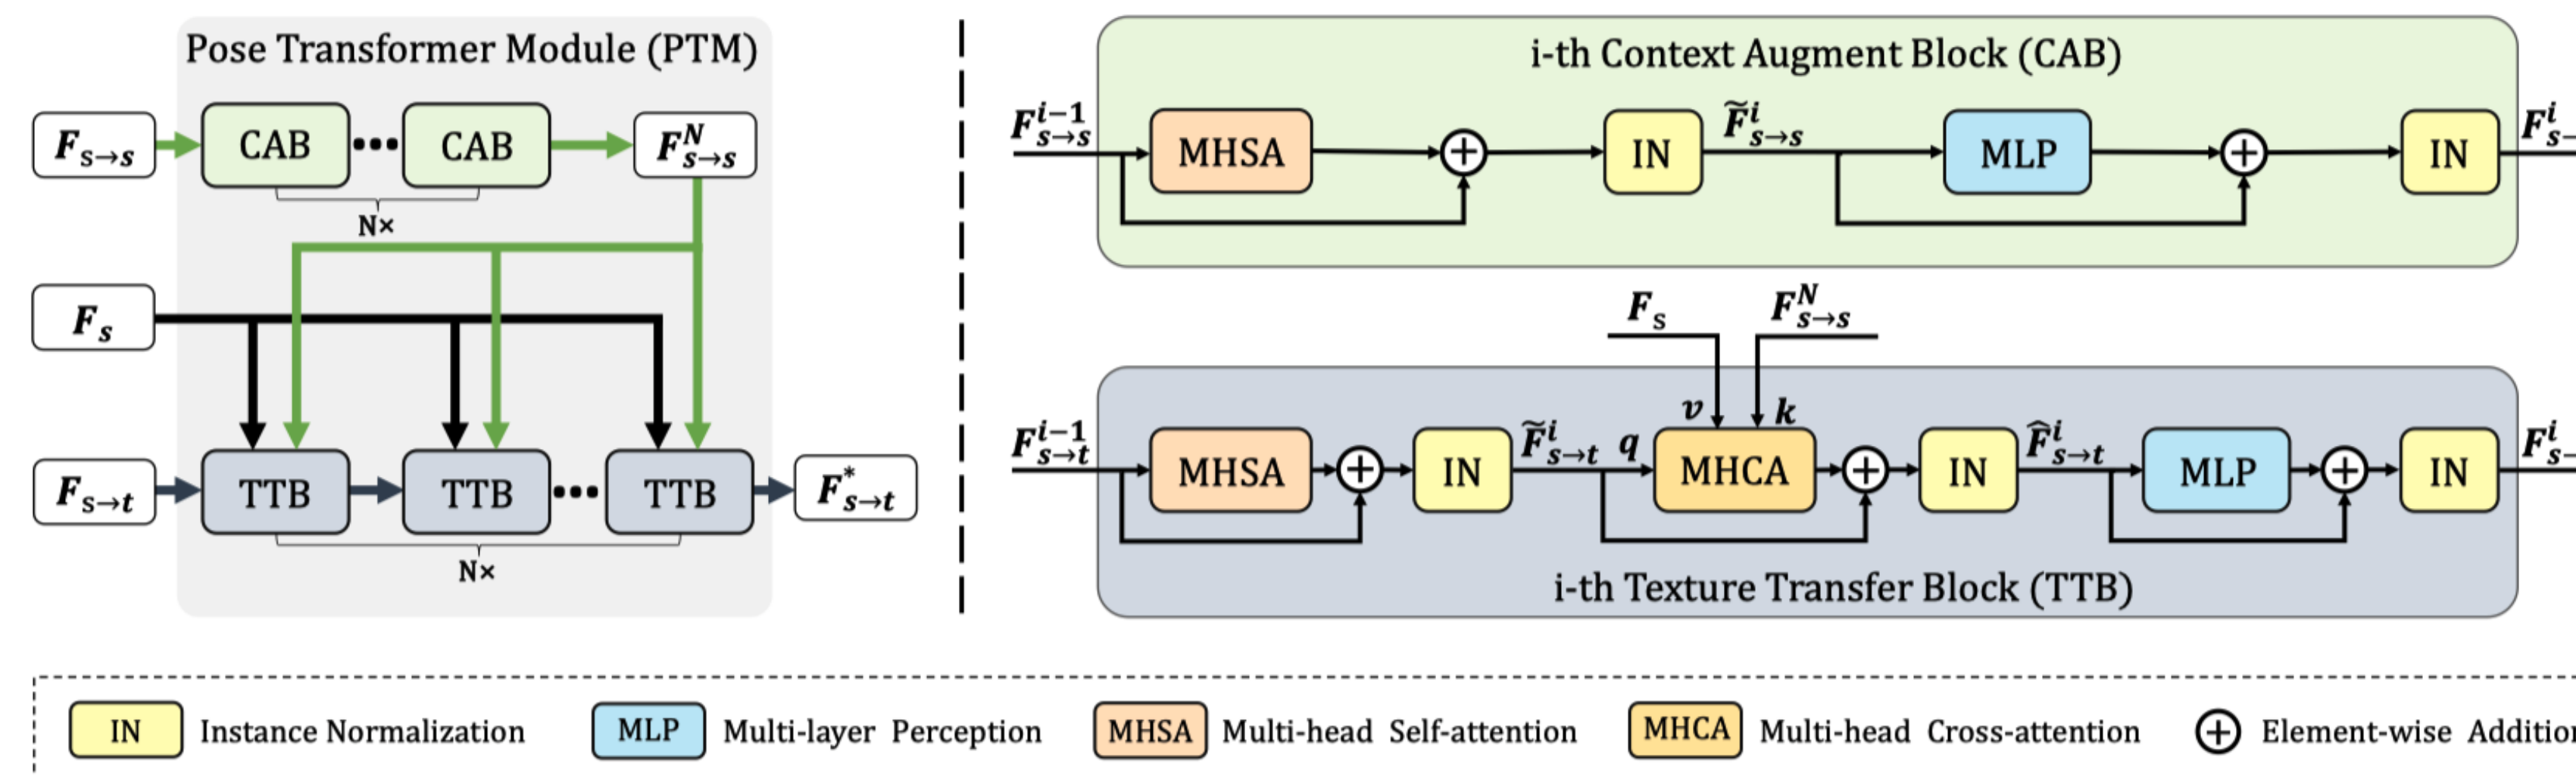 Pose Transformer Module (PTM)
F_{s→s}
CAB
CAB
F^N_{s→s}
N×
F_s
F_{s→t}
TTB
TTB
TTB
F^*_{s→t}
N×
i-th Context Augment Block (CAB)
F^{i-1}_{s→s}
MHSA
+
IN
F̃^i_{s→s}
MLP
+
IN
F^i_{s-
F_s
F^N_{s→s}
v
k
F^{i-1}_{s→t}
MHSA
+
IN
F̃^i_{s→t}
q
MHCA
+
IN
F̂^i_{s→t}
MLP
+
IN
F^i_{s-
i-th Texture Transfer Block (TTB)
IN Instance Normalization
MLP Multi-layer Perception
MHSA Multi-head Self-attention
MHCA Multi-head Cross-attention
+ Element-wise Addition